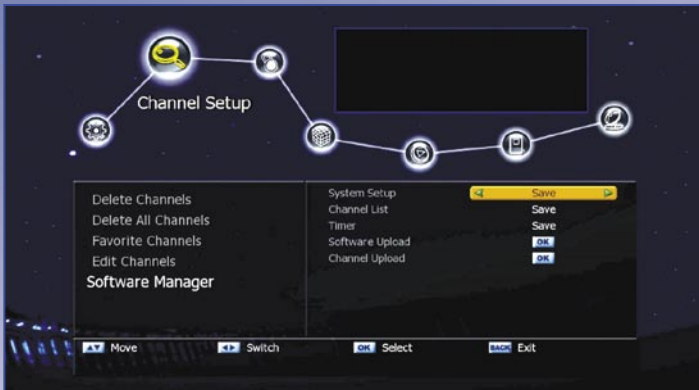 Channel Setup
Delete Channels
Delete All Channels
Favorite Channels
Edit Channels
Software Manager
System Setup Save
Channel List Save
Timer Save
Software Upload OK
Channel Upload OK
Move Switch OK Select BACK Exit